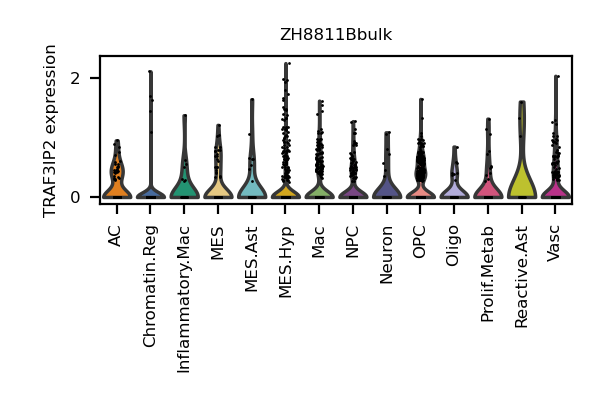 ZH8811Bbulk
TRAF3IP2 expression
2
0
AC
Chromatin.Reg
Inflammatory.Mac
MES
MES.Ast
MES.Hyp
Mac
NPC
Neuron
OPC
Oligo
Prolif.Metab
Reactive.Ast
Vasc